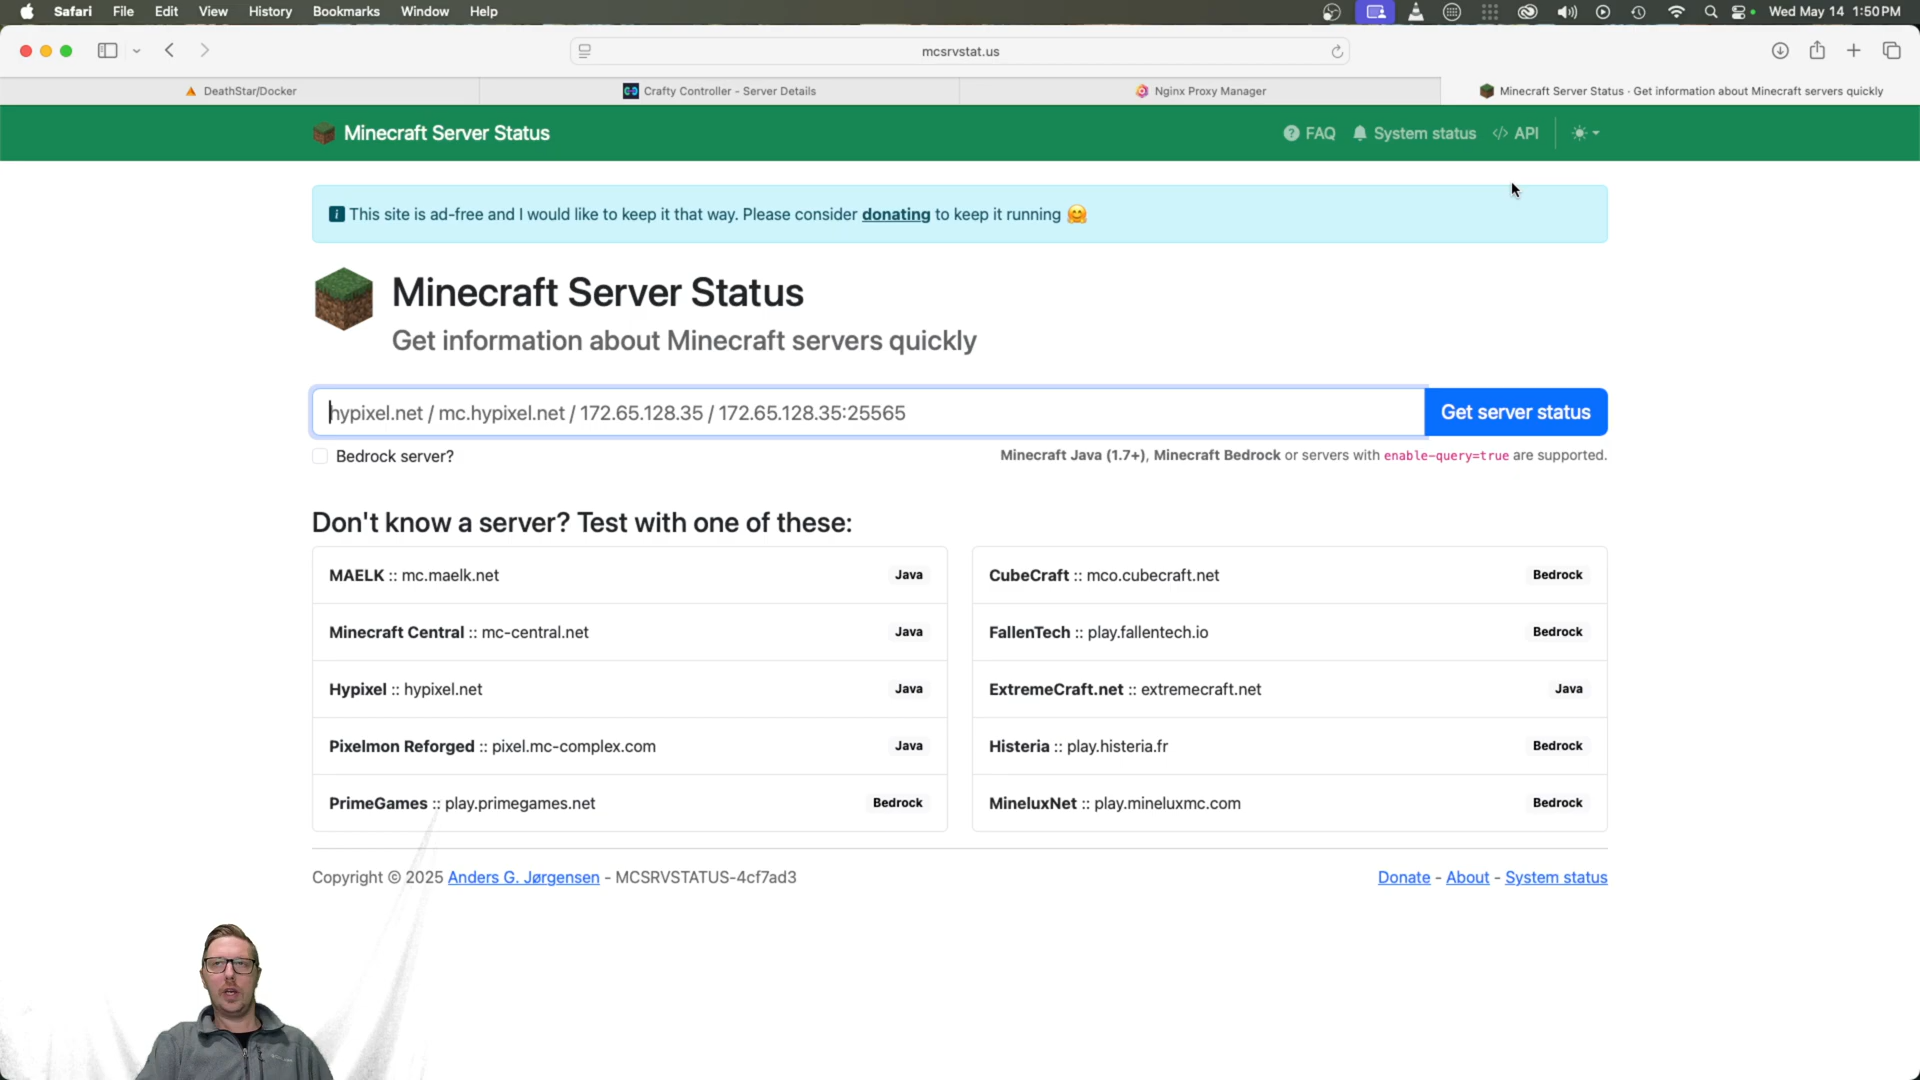 Safari File Edit View History Bookmarks Window Help
Wed May 14 1:50 PM
mcsrvstat.us
DeathStar/Docker
Crafty Controller - Server Details
Nginx Proxy Manager
Minecraft Server Status · Get information about Minecraft servers quickly
Minecraft Server Status
FAQ System status API
This site is ad-free and I would like to keep it that way. Please consider donating to keep it running 🤗
Minecraft Server Status
Get information about Minecraft servers quickly
hypixel.net / mc.hypixel.net / 172.65.128.35 / 172.65.128.35:25565
Get server status
Bedrock server?
Minecraft Java (1.7+), Minecraft Bedrock or servers with enable-query=true are supported.
Don't know a server? Test with one of these:
MAELK :: mc.maelk.net Java
Minecraft Central :: mc-central.net Java
Hypixel :: hypixel.net Java
Pixelmon Reforged :: pixel.mc-complex.com Java
PrimeGames :: play.primegames.net Bedrock
CubeCraft :: mco.cubecraft.net Bedrock
FallenTech :: play.fallentech.io Bedrock
ExtremeCraft.net :: extremecraft.net Java
Histeria :: play.histeria.fr Bedrock
MineluxNet :: play.mineluxmc.com Bedrock
Copyright © 2025 Anders G. Jørgensen - MCSRVSTATUS-4cf7ad3
Donate - About - System status